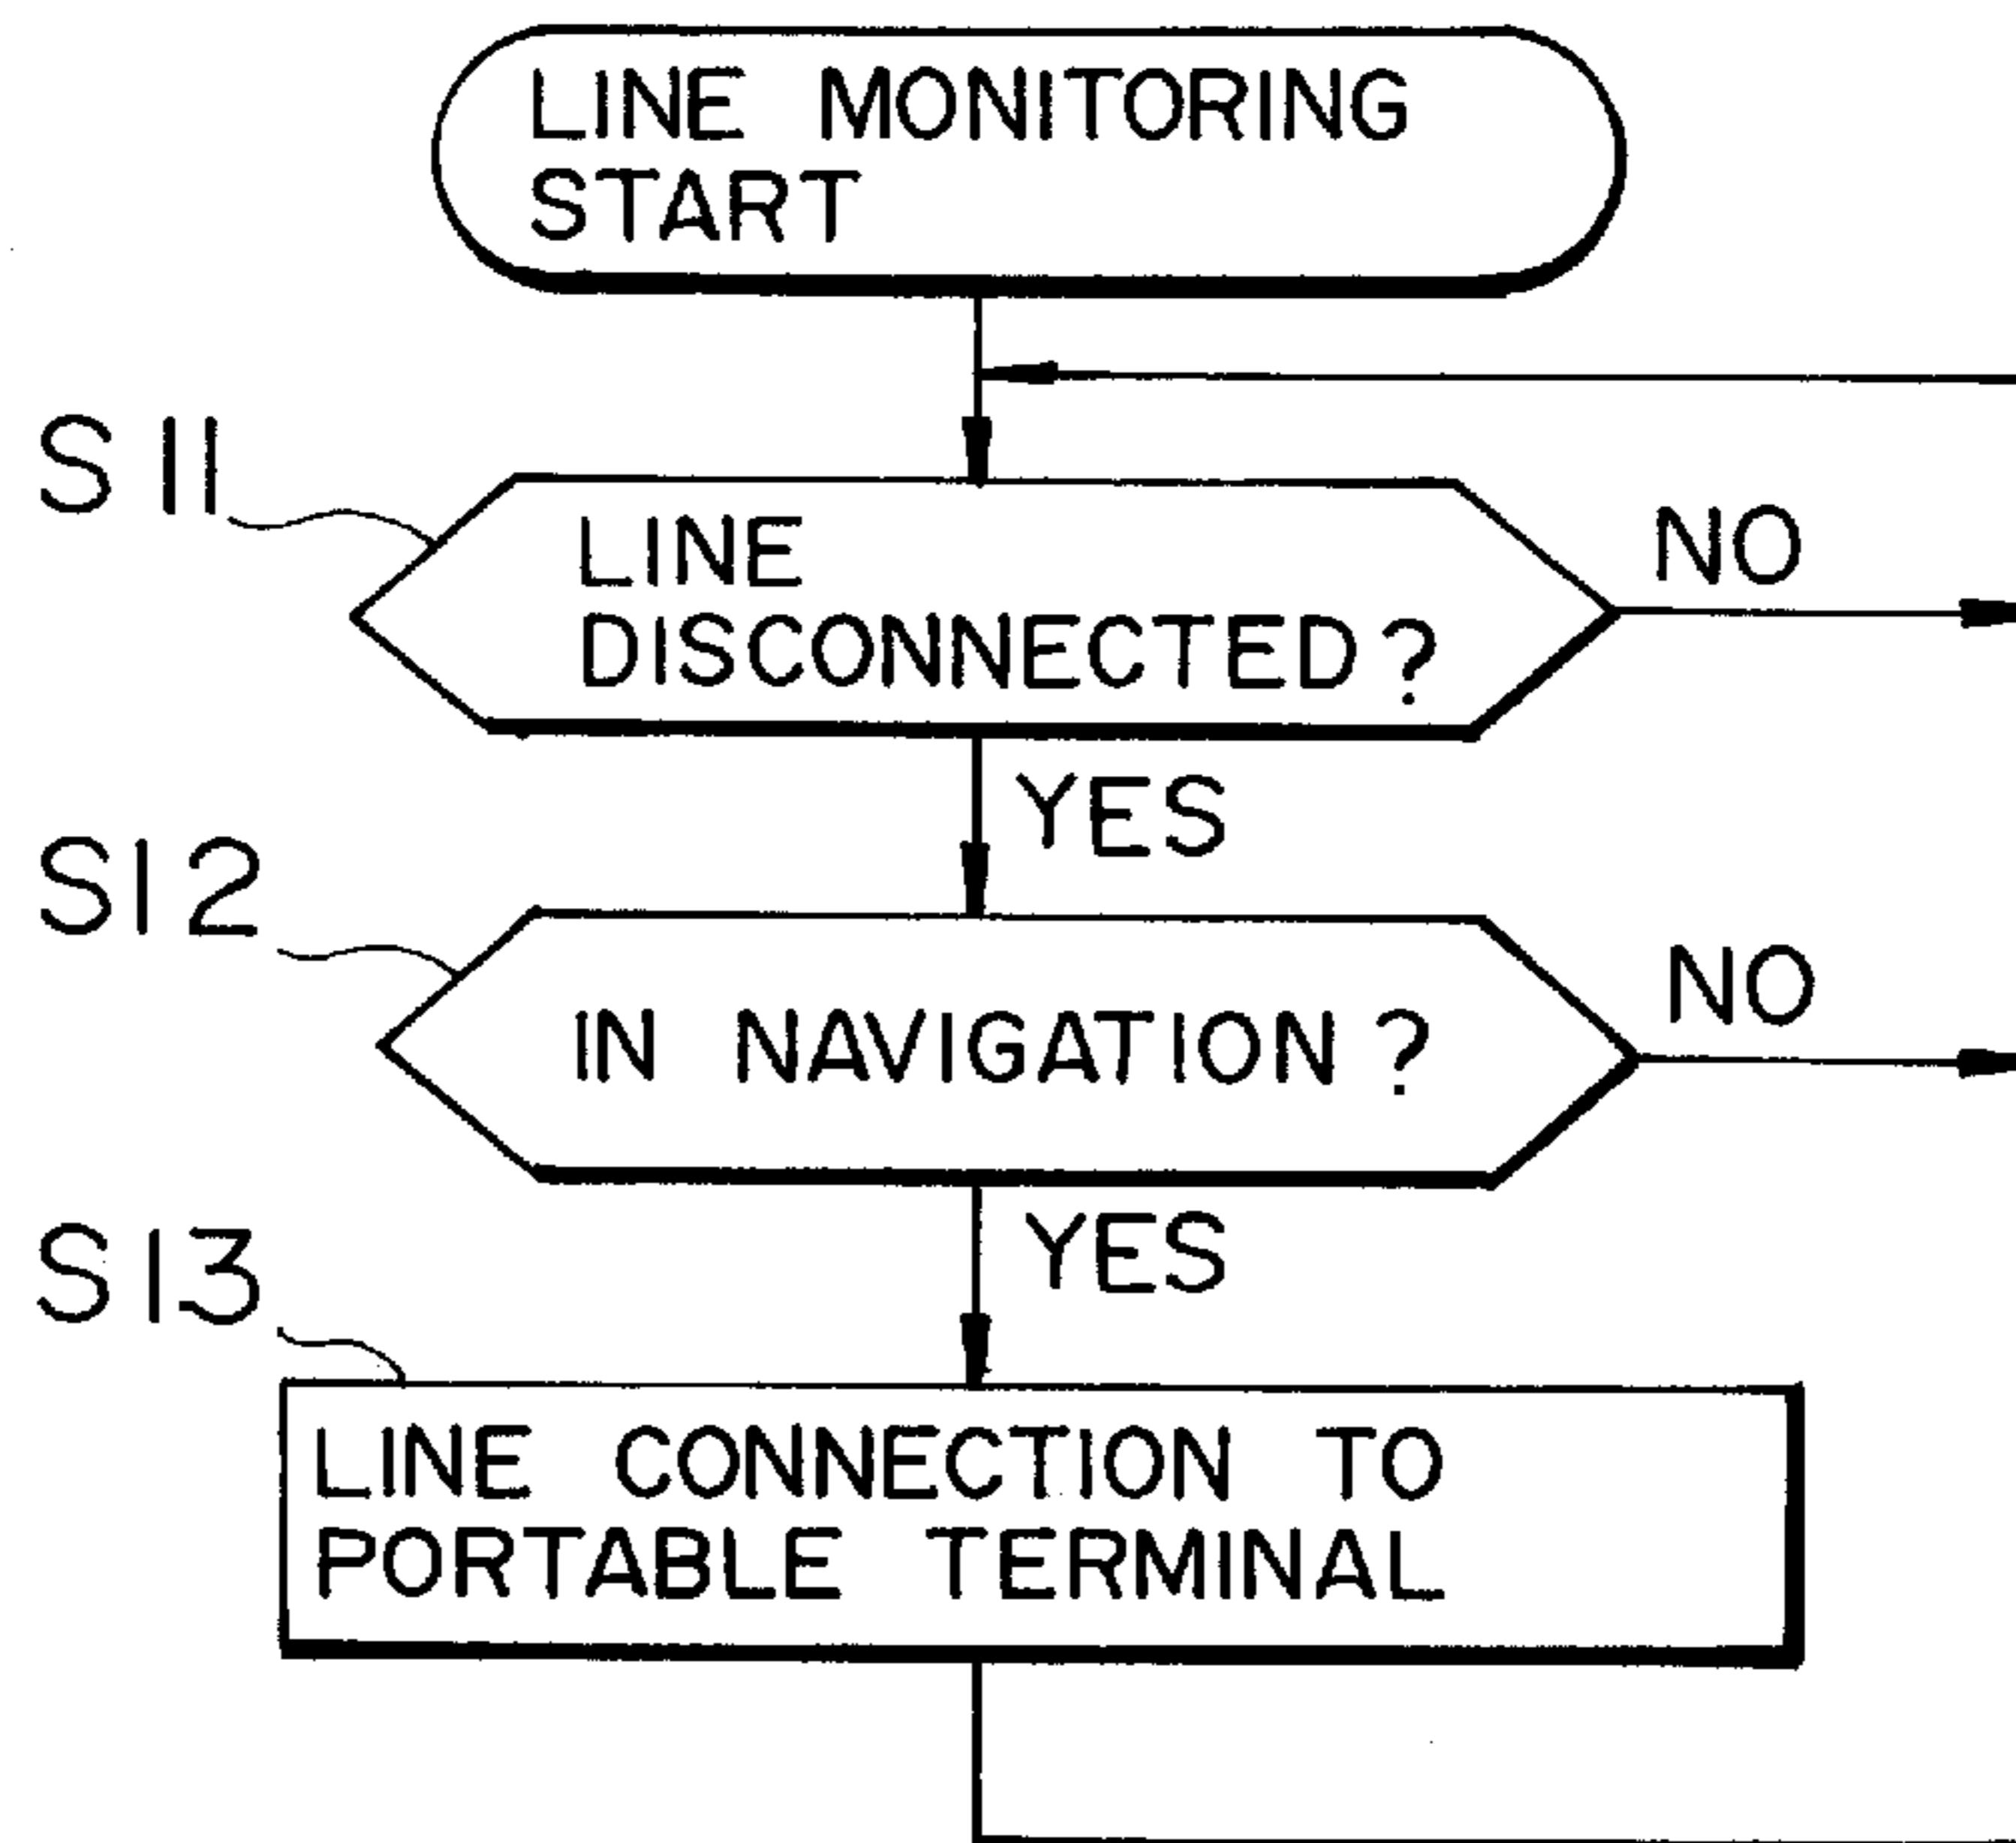 LINE MONITORING
START
S11
LINE
DISCONNECTED?
NO
YES
S12
IN NAVIGATION?
NO
YES
S13
LINE CONNECTION TO
PORTABLE TERMINAL